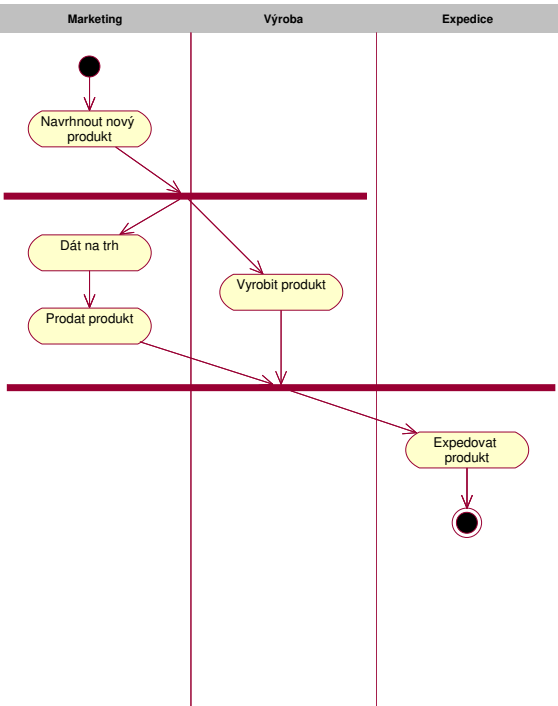 Marketing
Výroba
Expedice
Navrhnout nový
produkt
Dát na trh
Vyrobit produkt
Prodat produkt
Expedovat
produkt